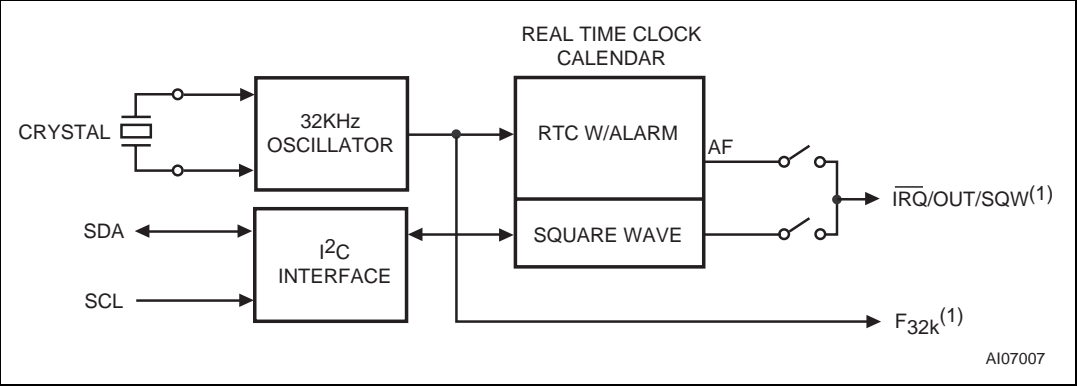 REAL TIME CLOCK
CALENDAR
CRYSTAL
32KHz
OSCILLATOR
RTC W/ALARM
AF
I̅R̅Q̅/OUT/SQW(1)
SDA
I2C
INTERFACE
SQUARE WAVE
SCL
F32k(1)
AI07007